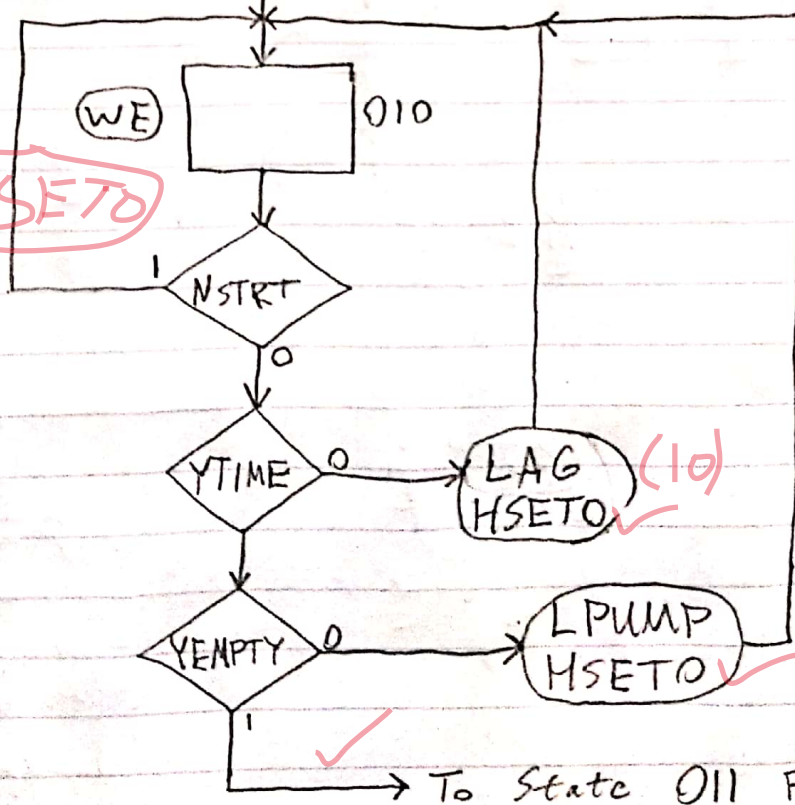 WE 010
SETO
1 NSTRT
0
YTIME 0 LAG (10)
HSETO
YEMPTY 0 LPUMP
HSETO
1
To State 011